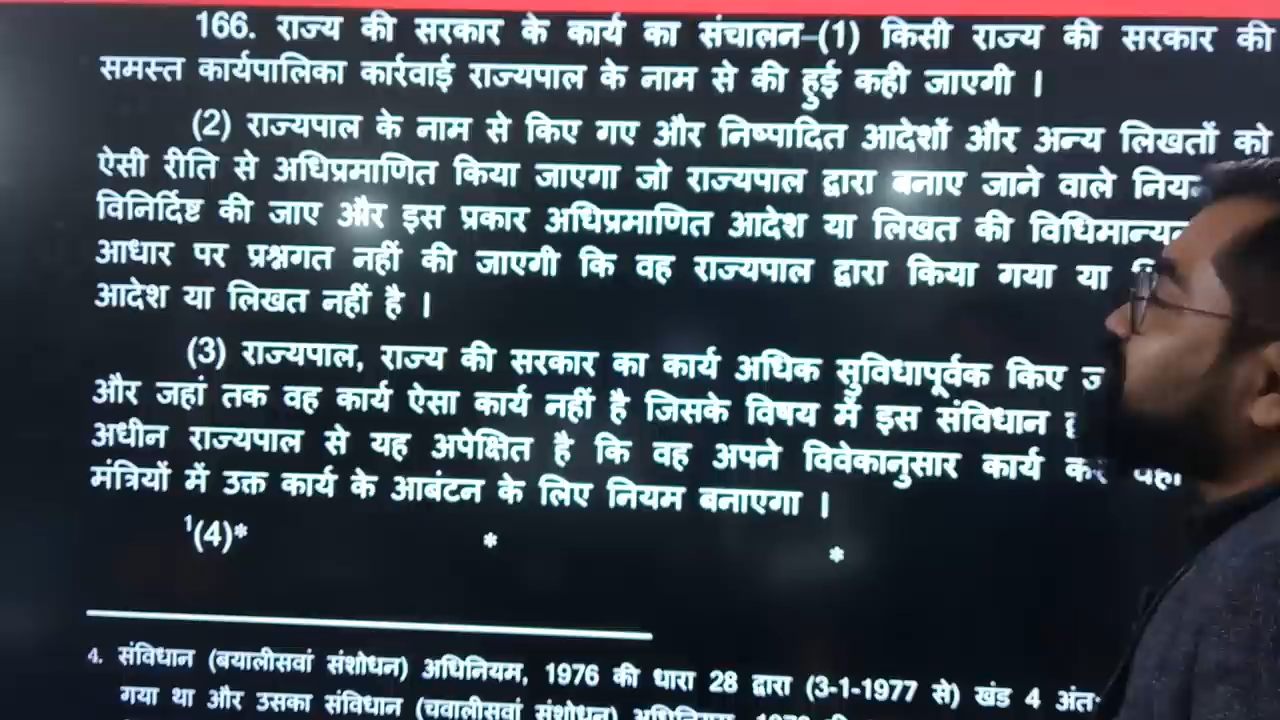 166. राज्य की सरकार के कार्य का संचालन–(1) किसी राज्य की सरकार की
समस्त कार्यपालिका कार्रवाई राज्यपाल के नाम से की हुई कही जाएगी ।
(2) राज्यपाल के नाम से किए गए और निष्पादित आदेशों और अन्य लिखतों को
ऐसी रीति से अधिप्रमाणित किया जाएगा जो राज्यपाल द्वारा बनाए जाने वाले
विनिर्दिष्ट की जाए और इस प्रकार अधिप्रमाणित आदेश या लिखत की
आधार पर प्रश्नगत नहीं की जाएगी कि वह राज्यपाल द्वारा किया गया या
आदेश या लिखत नहीं है ।
(3) राज्यपाल, राज्य की सरकार का कार्य अधिक सुविधापूर्वक किए
और जहां तक वह कार्य ऐसा कार्य नहीं है जिसके विषय में इस संविधान
अधीन राज्यपाल से यह अपेक्षित है कि वह अपने विवेकानुसार कार्य
मंत्रियों में उक्त कार्य के आबंटन के लिए नियम बनाएगा ।
1(4)* * *
4. संविधान (बयालीसवां संशोधन) अधिनियम, 1976 की धारा 28 द्वारा (3-1-1977 से) खंड 4
गया था और उसका संविधान (चवालीसवां संशोधन)